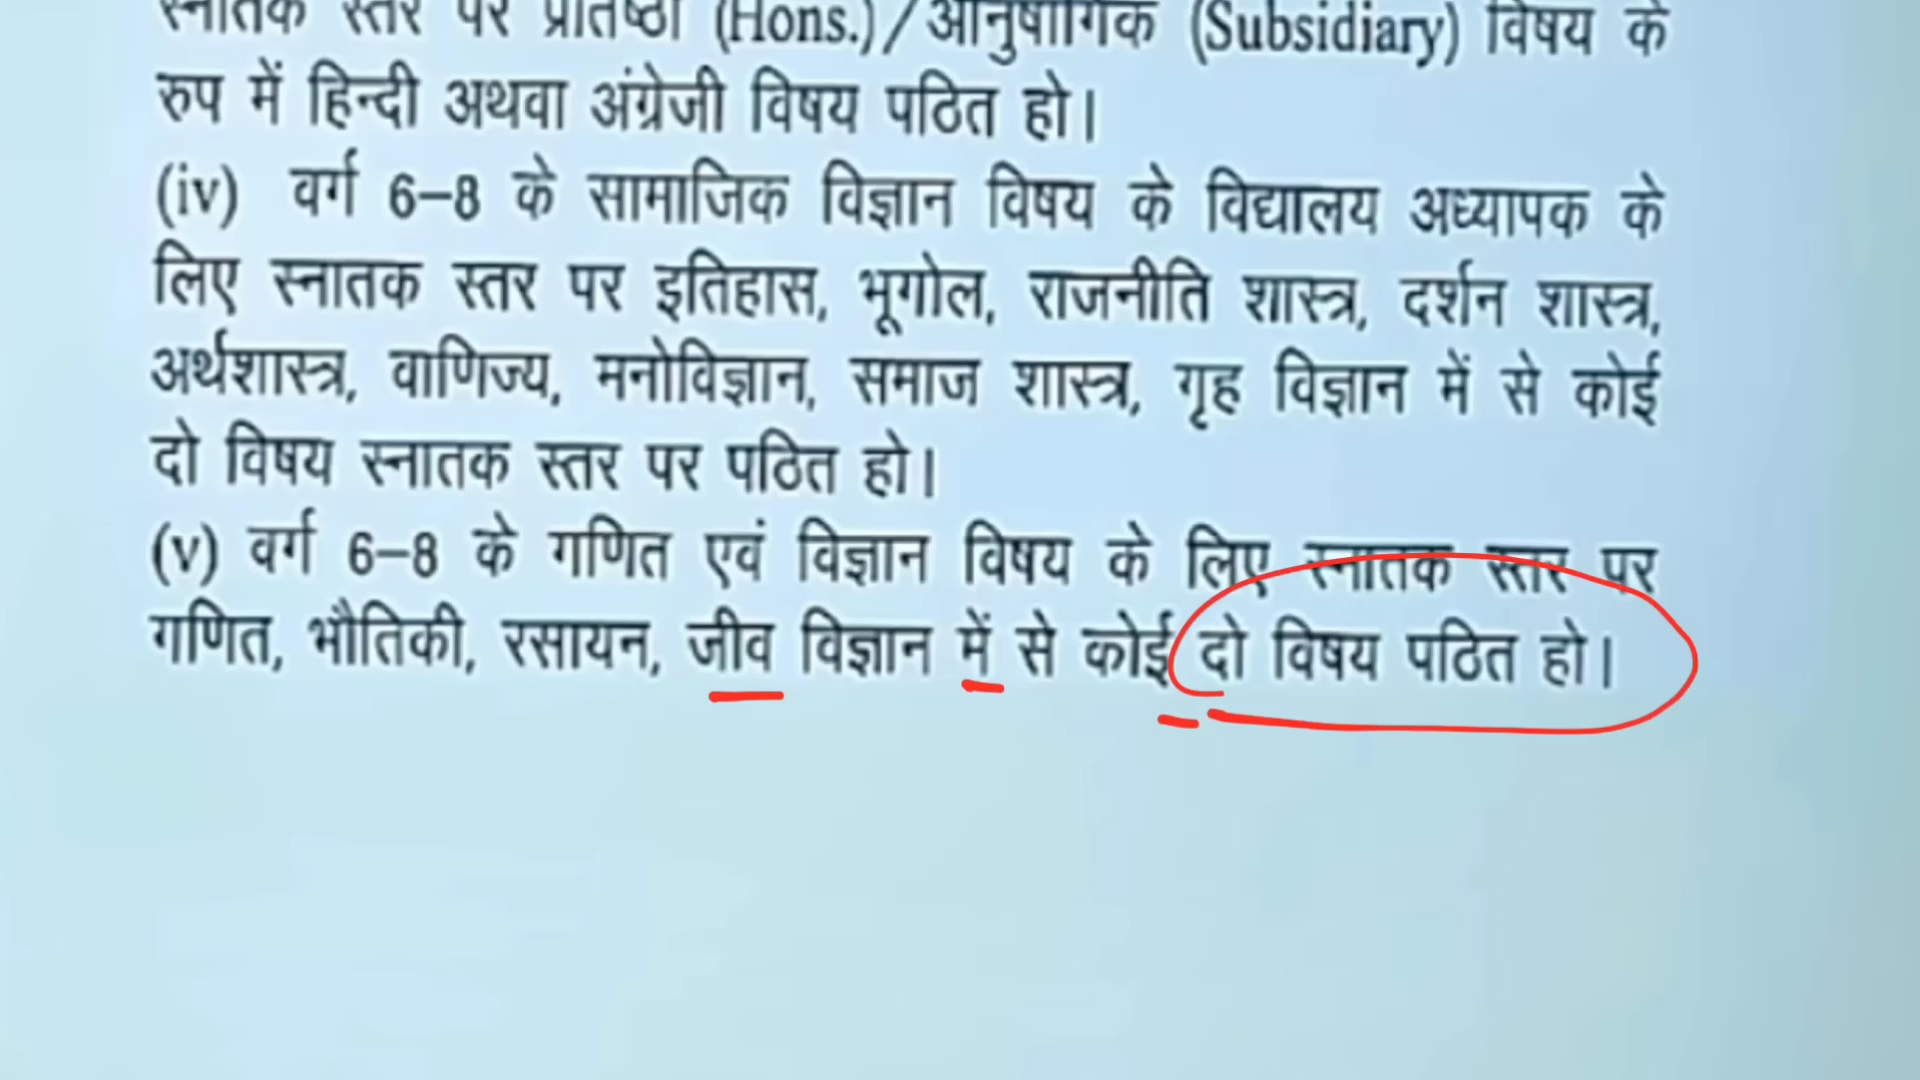 स्नातक स्तर पर प्रतिष्ठा (Hons.)/आनुषांगिक (Subsidiary) विषय के
रुप में हिन्दी अथवा अंग्रेजी विषय पठित हो।
(iv) वर्ग 6–8 के सामाजिक विज्ञान विषय के विद्यालय अध्यापक के
लिए स्नातक स्तर पर इतिहास, भूगोल, राजनीति शास्त्र, दर्शन शास्त्र,
अर्थशास्त्र, वाणिज्य, मनोविज्ञान, समाज शास्त्र, गृह विज्ञान में से कोई
दो विषय स्नातक स्तर पर पठित हो।
(v) वर्ग 6–8 के गणित एवं विज्ञान विषय के लिए स्नातक स्तर पर
गणित, भौतिकी, रसायन, जीव विज्ञान में से कोई दो विषय पठित हो।